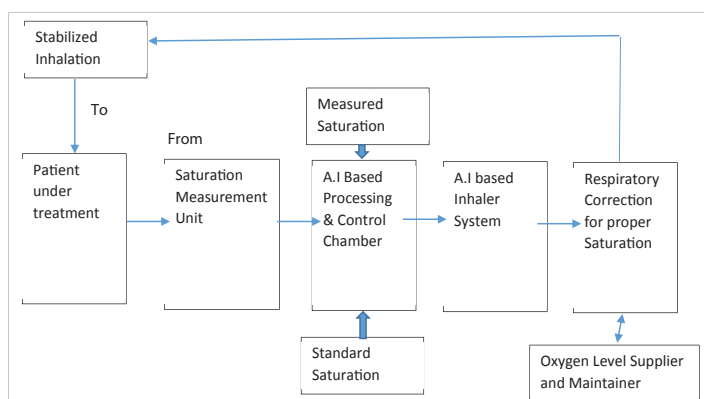 Stabilized
Inhalation
To
Measured
Saturation
From
Patient
under
treatment
Saturation
Measurement
Unit
A.I Based
Processing
& Control
Chamber
A.I based
Inhaler
System
Respiratory
Correction
for proper
Saturation
Standard
Saturation
Oxygen Level Supplier
and Maintainer